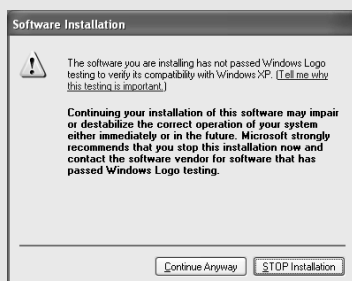 Software Installation
The software you are installing has not passed Windows Logo
testing to verify its compatibility with Windows XP. (Tell me why
this testing is important.)
Continuing your installation of this software may impair
or destabilize the correct operation of your system
either immediately or in the future. Microsoft strongly
recommends that you stop this installation now and
contact the software vendor for software that has
passed Windows Logo testing.
Continue Anyway
STOP Installation